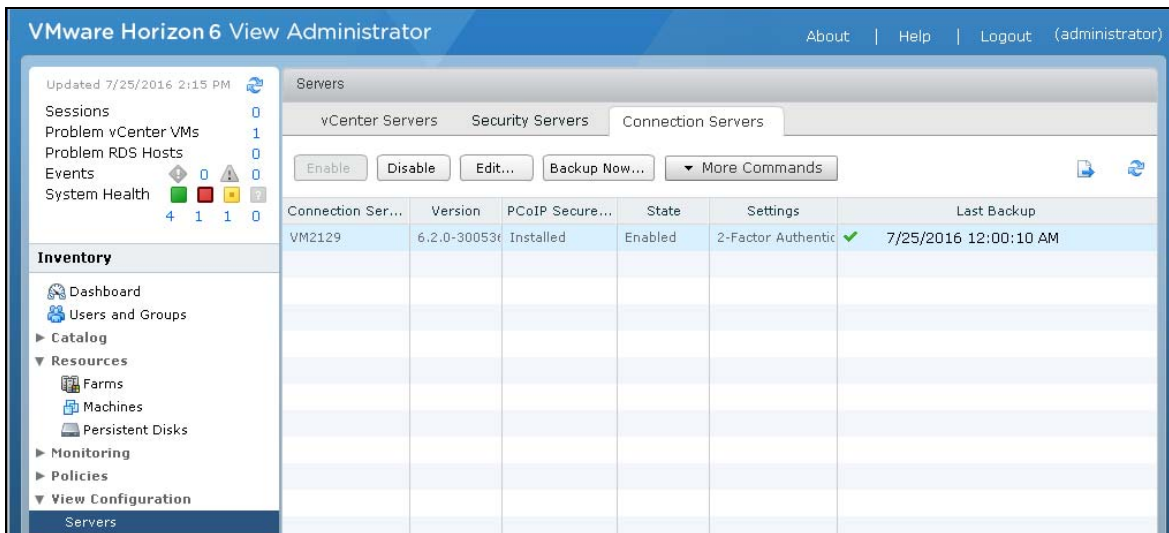 VMware Horizon 6 View Administrator
About | Help | Logout (administrator)
Updated 7/25/2016 2:15 PM
Sessions 0
Problem vCenter VMs 1
Problem RDS Hosts 0
Events 0 0
System Health ?
4 1 1 0
Inventory
Dashboard
Users and Groups
Catalog
Resources
Farms
Machines
Persistent Disks
Monitoring
Policies
View Configuration
Servers
Servers
vCenter Servers Security Servers Connection Servers
Enable Disable Edit... Backup Now... More Commands
Connection Ser... Version PCoIP Secure... State Settings Last Backup
VM2129 6.2.0-30053 Installed Enabled 2-Factor Authentic 7/25/2016 12:00:10 AM